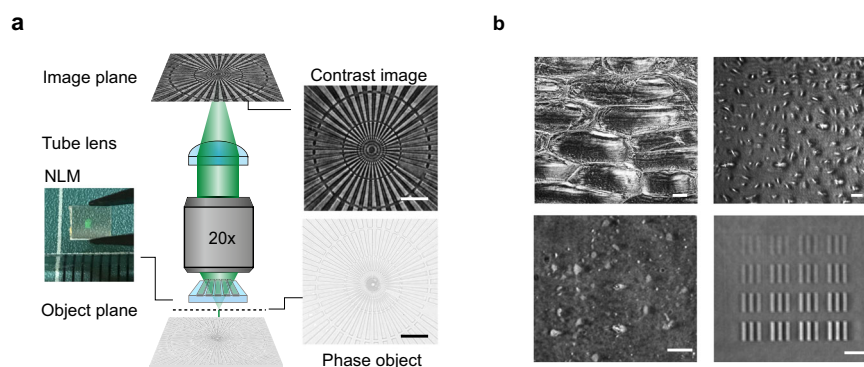 a
Image plane
Contrast image
Tube lens
NLM
20x
Object plane
Phase object
b